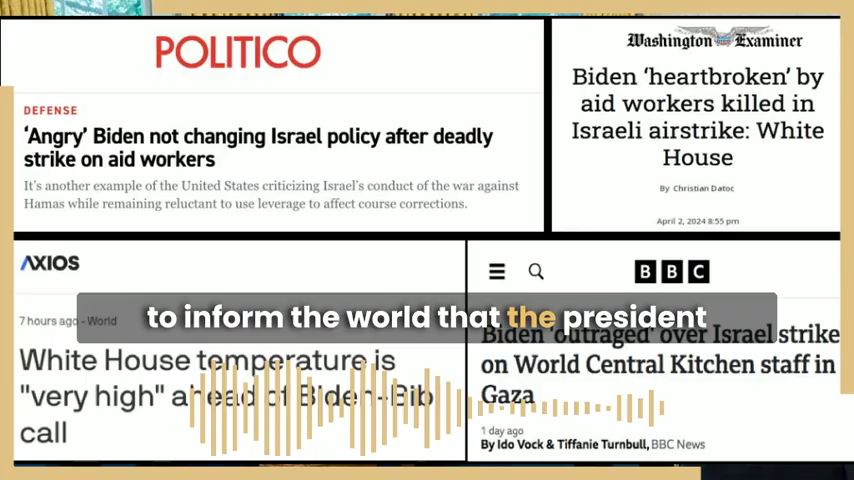 POLITICO
DEFENSE
‘Angry’ Biden not changing Israel policy after deadly
strike on aid workers
It’s another example of the United States criticizing Israel’s conduct of the war against
Hamas while remaining reluctant to use leverage to affect course corrections.
Washington Examiner
Biden ‘heartbroken’ by
aid workers killed in
Israeli airstrike: White
House
By Christian Datoc
April 2, 2024 8:55 pm
AXIOS
7 hours ago - World
White House temperature is
"very high" ahead of Biden-Bib
call
BBC
Biden 'outraged' over Israel strike
on World Central Kitchen staff in
Gaza
1 day ago
By Ido Vock & Tiffanie Turnbull, BBC News
to inform the world that the president